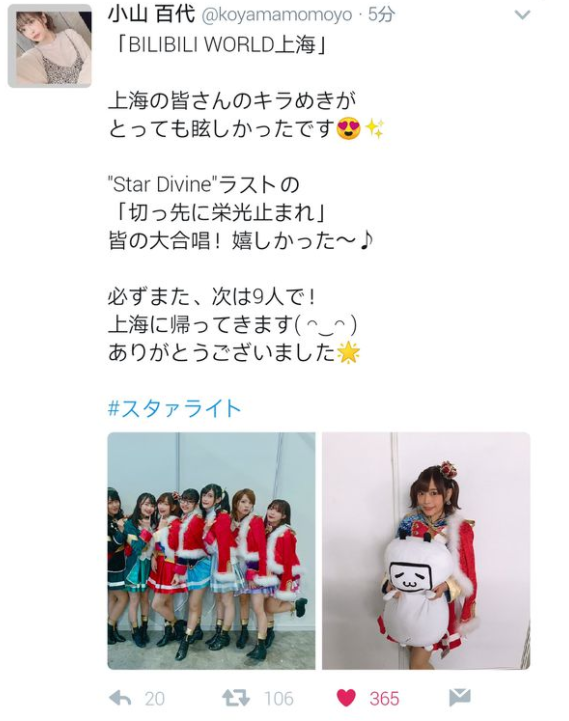 小山 百代 @koyamamomoyo · 5分
「BILIBILI WORLD上海」
上海の皆さんのキラめきが
とっても眩しかったです😍✨
"Star Divine"ラストの
「切っ先に栄光止まれ」
皆の大合唱！嬉しかった〜♪
必ずまた、次は9人で！
上海に帰ってきます( ᵔ‿ᵔ )
ありがとうございました🌟
#スタァライト
20 106 365